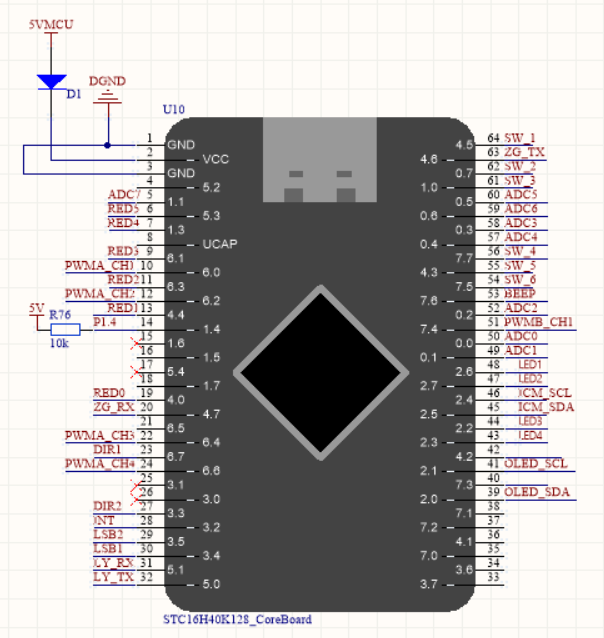 5VMCU
D1
DGND
U10
1 GND 4.5 64 SW_1
2 VCC 4.6 63 ZG_TX
3 GND 0.7 62 SW_2
4 5.2 1.0 61 SW_3
ADC7 5 1.1 0.5 60 ADC5
RED5 6 5.3 0.6 59 ADC6
RED4 7 1.3 0.3 58 ADC3
8 UCAP 0.4 57 ADC4
RED3 9 6.1 7.7 56 SW_4
PWMA_CH1 10 6.0 4.3 55 SW_5
RED2 11 6.3 7.5 54 SW_6
PWMA_CH2 12 6.2 7.6 53 BEEP
5V RED1 13 4.4 0.2 52 ADC2
R76 P1.4 14 1.4 7.4 51 PWMB_CH1
10k 15 1.6 0.0 50 ADC0
16 1.5 0.1 49 ADC1
17 5.4 2.6 48 LED1
18 1.7 2.7 47 LED2
RED0 19 4.0 2.4 46 ICM_SCL
ZG_RX 20 4.7 2.5 45 ICM_SDA
21 6.5 2.2 44 LED3
PWMA_CH3 22 6.4 2.3 43 LED4
DIR1 23 6.7 4.2 42
PWMA_CH4 24 6.6 2.1 41 OLED_SCL
25 3.1 7.3 40
26 3.0 2.0 39 OLED_SDA
DIR2 27 3.3 7.1 38
INT 28 3.2 7.2 37
LSB2 29 3.5 4.1 36
LSB1 30 3.4 7.0 35
LY_RX 31 5.1 3.6 34
LY_TX 32 5.0 3.7 33
STC16H40K128_CoreBoard